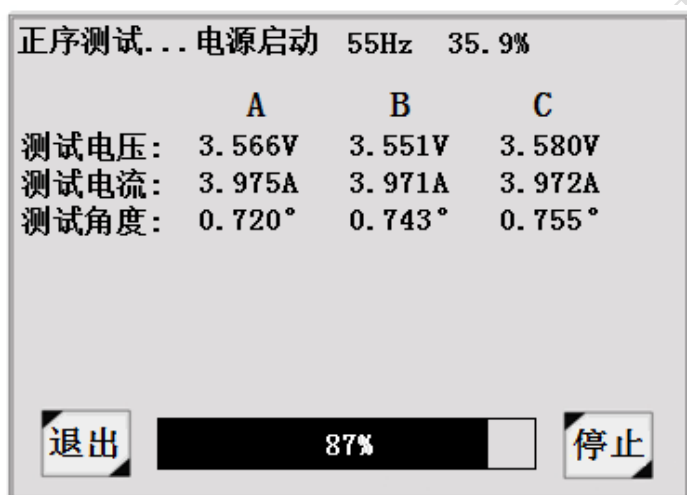 正序测试...电源启动 55Hz 35.9%
A B C
测试电压: 3.566V 3.551V 3.580V
测试电流: 3.975A 3.971A 3.972A
测试角度: 0.720° 0.743° 0.755°
退出 87% 停止